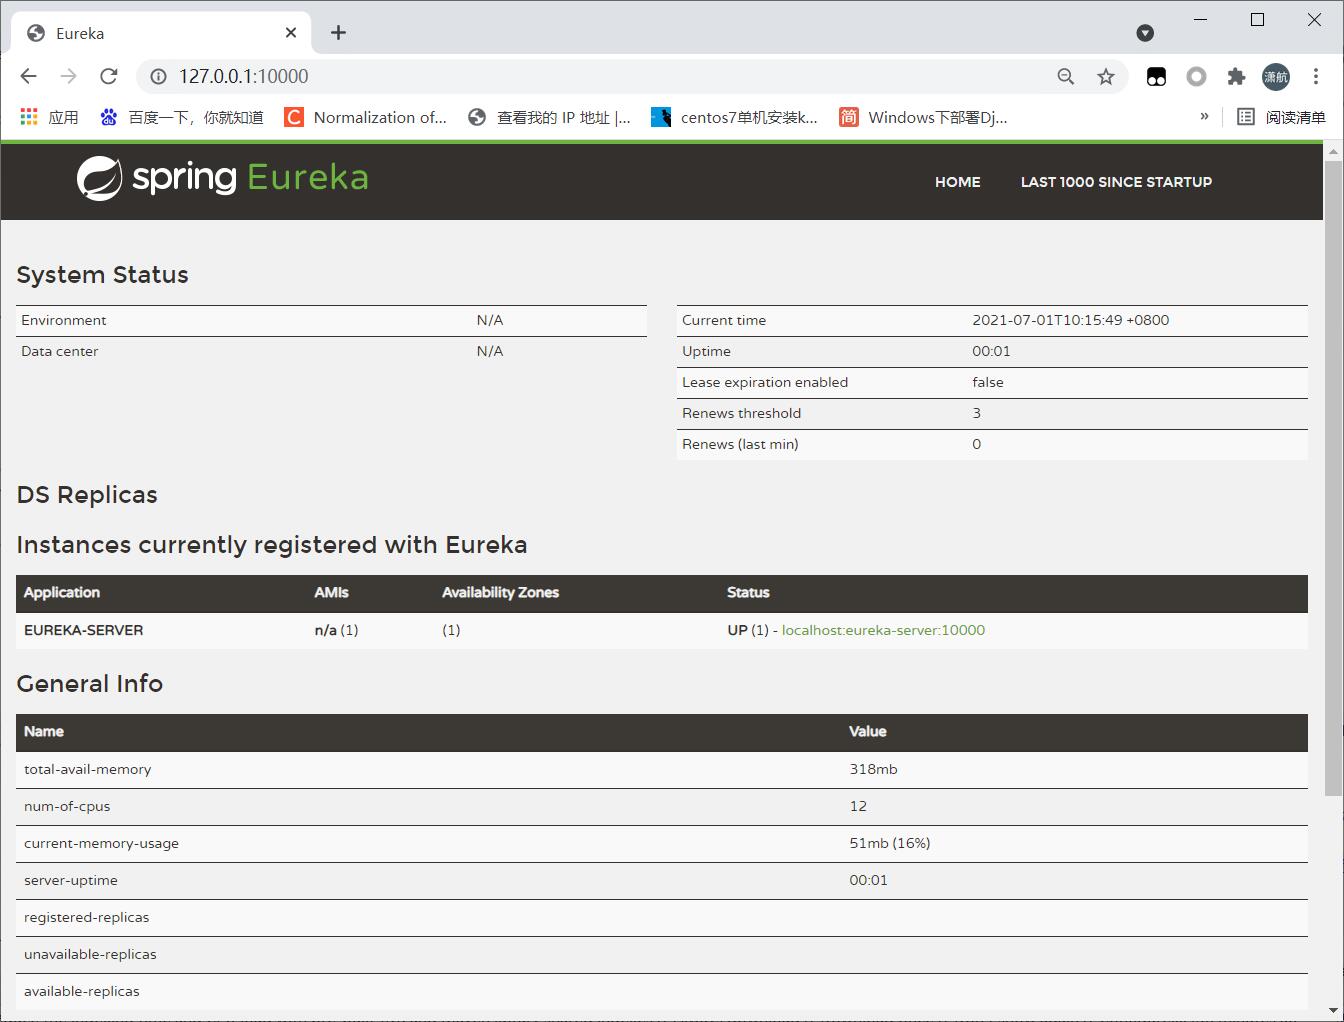 Eureka
127.0.0.1:10000
潇航
应用 百度一下，你就知道 Normalization of... 查看我的 IP 地址 |... centos7单机安装k... Windows下部署Dj... » 阅读清单
spring Eureka HOME LAST 1000 SINCE STARTUP
System Status
Environment N/A
Data center N/A
Current time 2021-07-01T10:15:49 +0800
Uptime 00:01
Lease expiration enabled false
Renews threshold 3
Renews (last min) 0
DS Replicas
Instances currently registered with Eureka
Application AMIs Availability Zones Status
EUREKA-SERVER n/a (1) (1) UP (1) - localhost:eureka-server:10000
General Info
Name Value
total-avail-memory 318mb
num-of-cpus 12
current-memory-usage 51mb (16%)
server-uptime 00:01
registered-replicas
unavailable-replicas
available-replicas